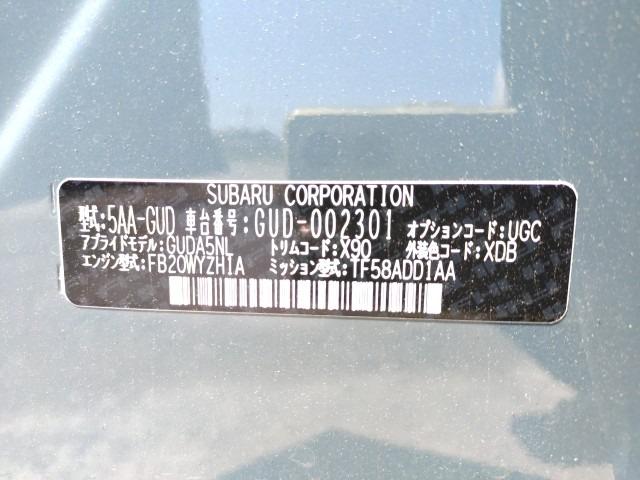 SUBARU CORPORATION
型式:5AA-GUD 車台番号:GUD-002301 オプションコード:UGC
アプライドモデル:GUDA5NL トリムコード:X90 外装色コード:XDB
エンジン型式:FB20WYZH1A ミッション型式:TF58ADD1AA